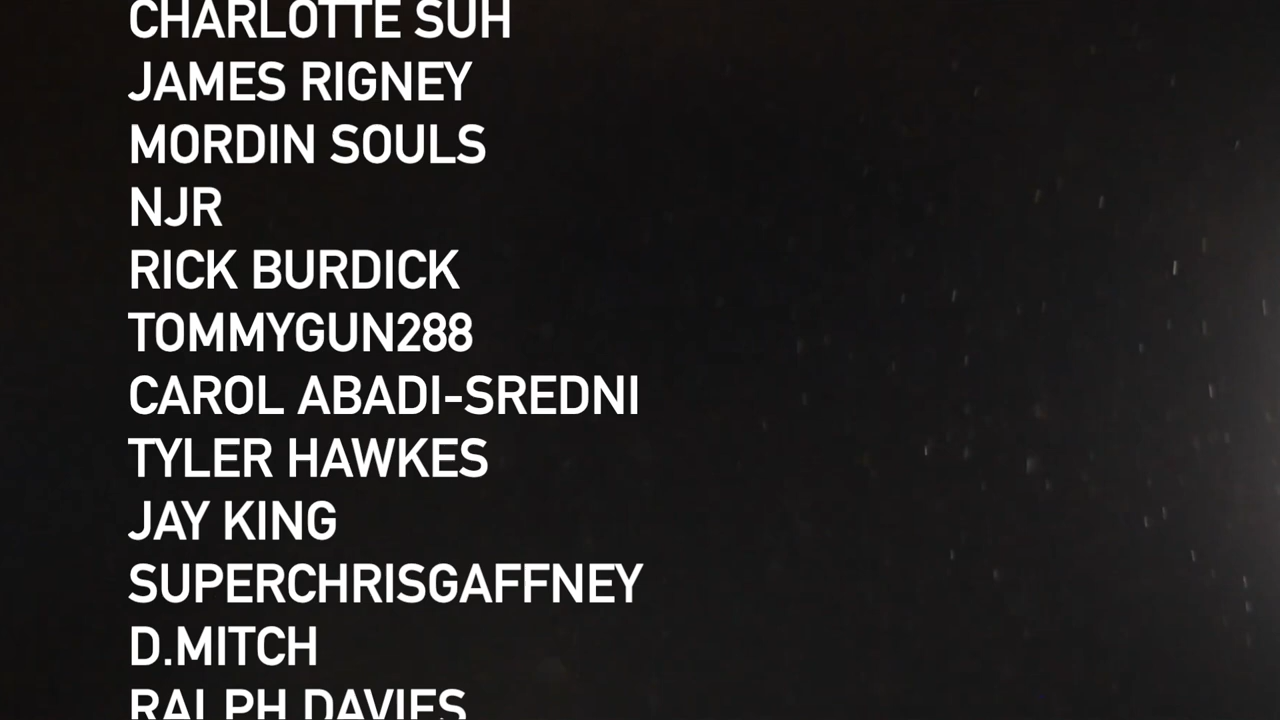 CHARLOTTE SUH
JAMES RIGNEY
MORDIN SOULS
NJR
RICK BURDICK
TOMMYGUN288
CAROL ABADI-SREDNI
TYLER HAWKES
JAY KING
SUPERCHRISGAFFNEY
D.MITCH
RALPH DAVIES